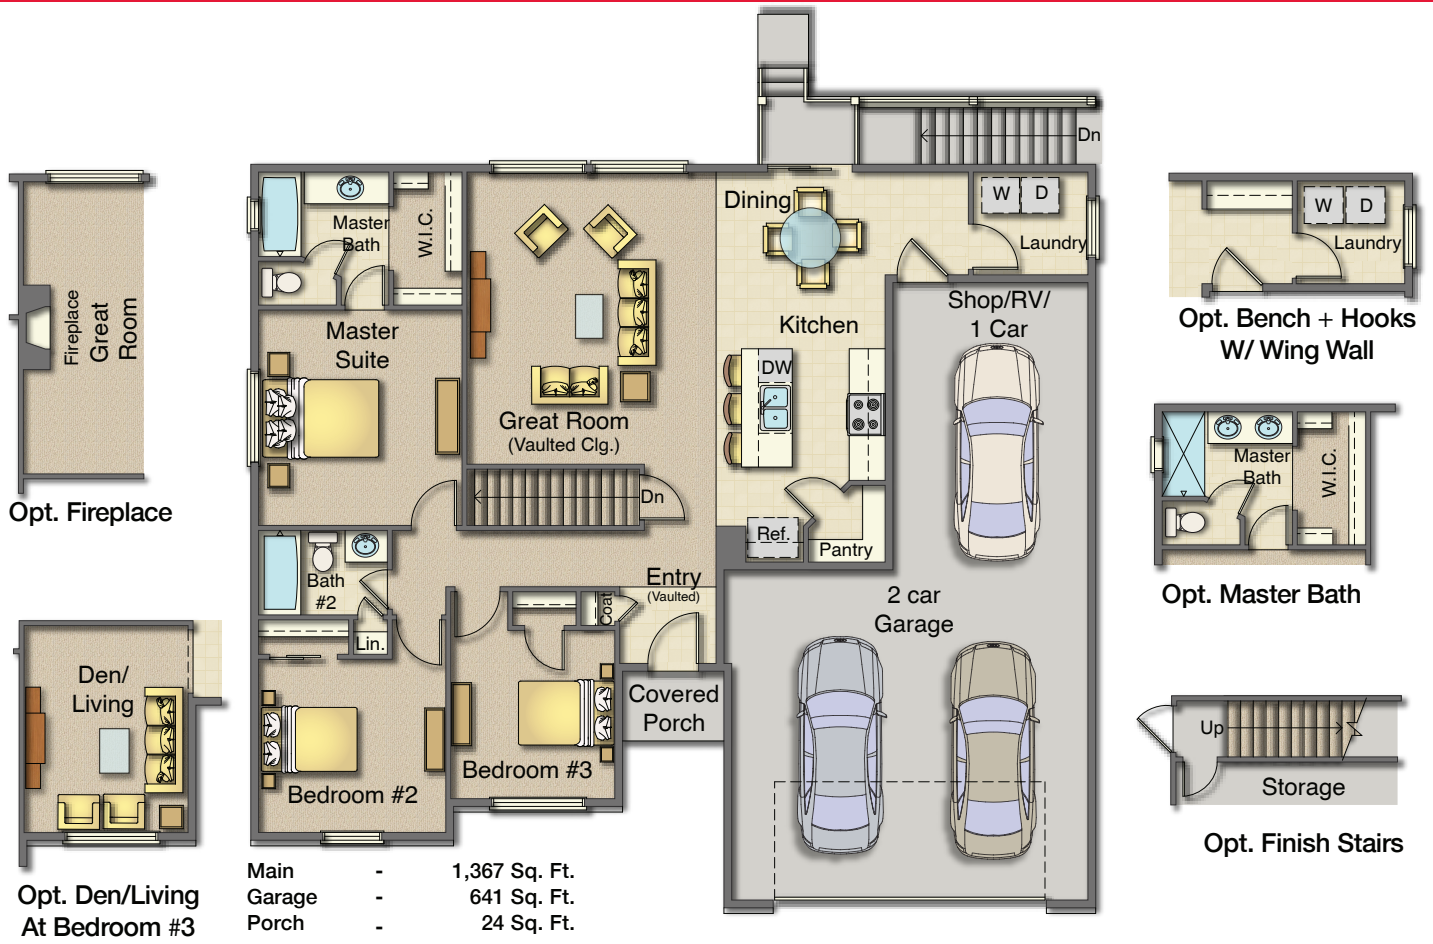 Dn
Dining
W D
Laundry
Master
Bath
W.I.C.
Shop/RV/
1 Car
Kitchen
DW
Master
Suite
Great Room
(Vaulted Clg.)
Dn
Ref.
Pantry
Entry
(Vaulted)
Coat
Bath
#2
Lin.
2 car
Garage
Covered
Porch
Bedroom #3
Bedroom #2
Fireplace
Great
Room
Opt. Fireplace
Den/
Living
Opt. Den/Living
At Bedroom #3
Main - 1,367 Sq. Ft.
Garage - 641 Sq. Ft.
Porch - 24 Sq. Ft.
W D
Laundry
Opt. Bench + Hooks
W/ Wing Wall
Master
Bath
W.I.C.
Opt. Master Bath
Up
Storage
Opt. Finish Stairs